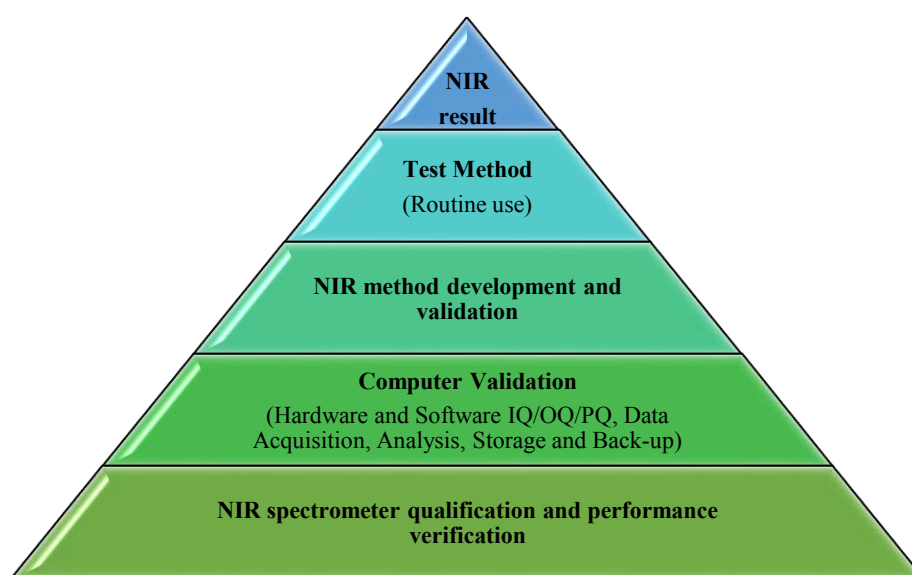 NIR
result
Test Method
(Routine use)
NIR method development and
validation
Computer Validation
(Hardware and Software IQ/OQ/PQ, Data
Acquisition, Analysis, Storage and Back-up)
NIR spectrometer qualification and performance
verification